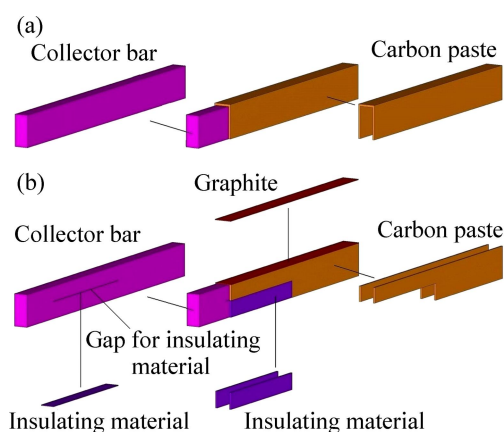 (a)
Collector bar
Carbon paste
(b)
Graphite
Collector bar
Carbon paste
Gap for insulating
material
Insulating material
Insulating material